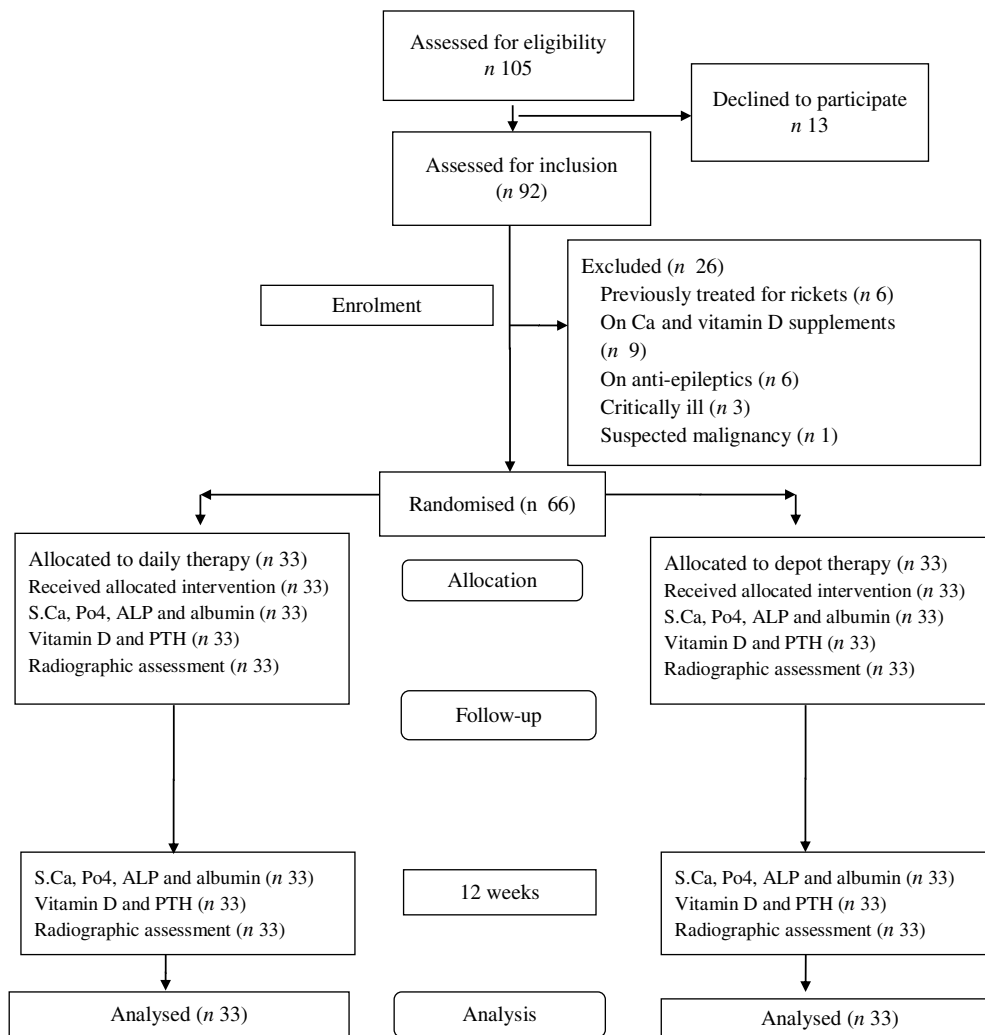 Assessed for eligibility
n 105
Declined to participate
n 13
Assessed for inclusion
(n 92)
Enrolment
Excluded (n 26)
Previously treated for rickets (n 6)
On Ca and vitamin D supplements
(n 9)
On anti-epileptics (n 6)
Critically ill (n 3)
Suspected malignancy (n 1)
Randomised (n 66)
Allocated to daily therapy (n 33)
Received allocated intervention (n 33)
S.Ca, Po4, ALP and albumin (n 33)
Vitamin D and PTH (n 33)
Radiographic assessment (n 33)
Allocation
Allocated to depot therapy (n 33)
Received allocated intervention (n 33)
S.Ca, Po4, ALP and albumin (n 33)
Vitamin D and PTH (n 33)
Radiographic assessment (n 33)
Follow-up
S.Ca, Po4, ALP and albumin (n 33)
Vitamin D and PTH (n 33)
Radiographic assessment (n 33)
12 weeks
S.Ca, Po4, ALP and albumin (n 33)
Vitamin D and PTH (n 33)
Radiographic assessment (n 33)
Analysed (n 33)
Analysis
Analysed (n 33)